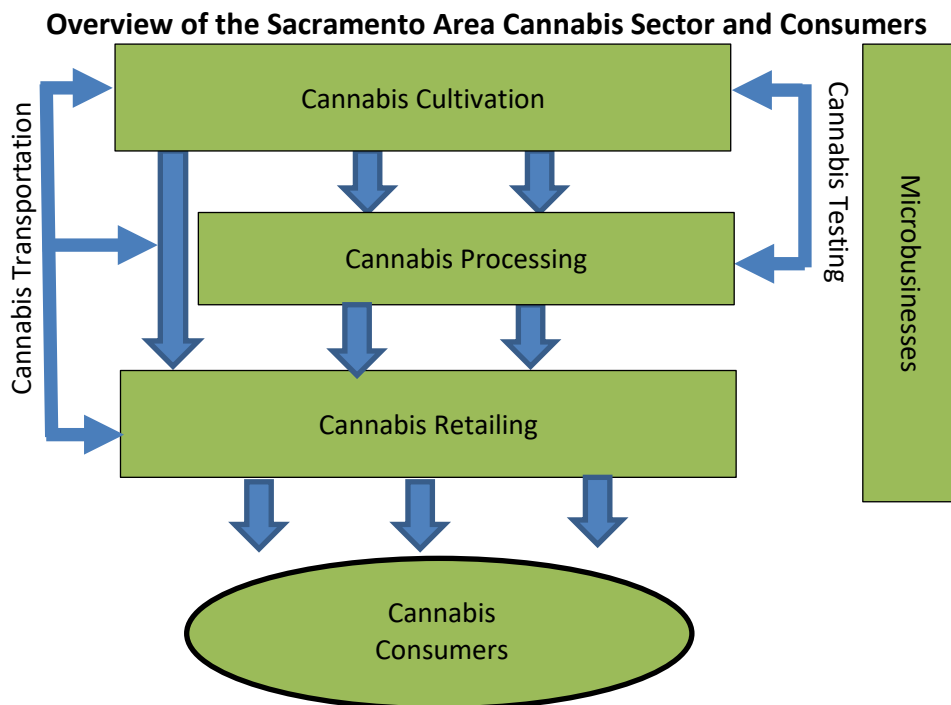 Overview of the Sacramento Area Cannabis Sector and Consumers
Cannabis Cultivation
Cannabis Transportation
Cannabis Testing
Microbusinesses
Cannabis Processing
Cannabis Retailing
Cannabis
Consumers